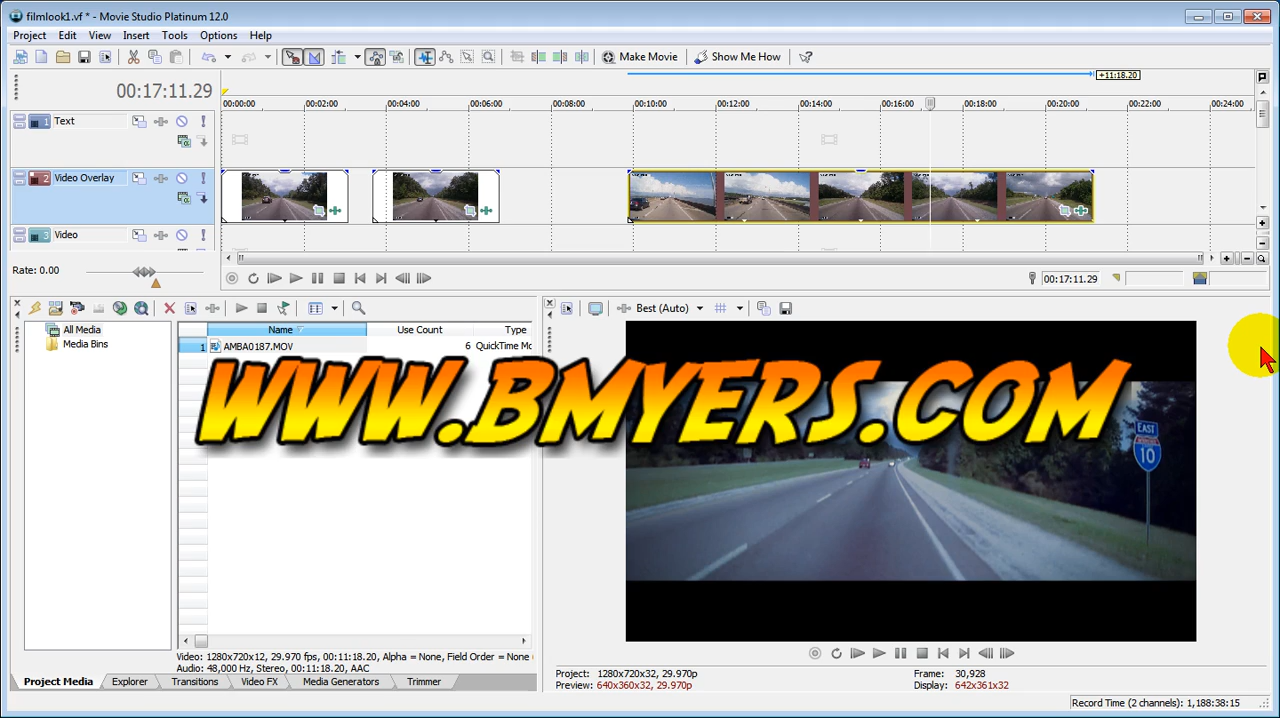 filmlook1.vf * - Movie Studio Platinum 12.0
Project Edit View Insert Tools Options Help
Make Movie Show Me How
+11:18.20
00:17:11.29
00:00:00 00:02:00 00:04:00 00:06:00 00:08:00 00:10:00 00:12:00 00:14:00 00:16:00 00:18:00 00:20:00 00:22:00 00:24:00
1 Text
2 Video Overlay
3 Video
Rate: 0.00
00:17:11.29
Best (Auto)
All Media
Media Bins
Name Use Count Type
1 AMBA0187.MOV 6 QuickTime Mo
WWW.BMYERS.COM
EAST
10
Video: 1280x720x12, 29.970 fps, 00:11:18.20, Alpha = None, Field Order = None (
Audio: 48,000 Hz, Stereo, 00:11:18.20, AAC
Project Media Explorer Transitions Video FX Media Generators Trimmer
Project: 1280x720x32, 29.970p
Preview: 640x360x32, 29.970p
Frame: 30,928
Display: 642x361x32
Record Time (2 channels): 1,188:38:15